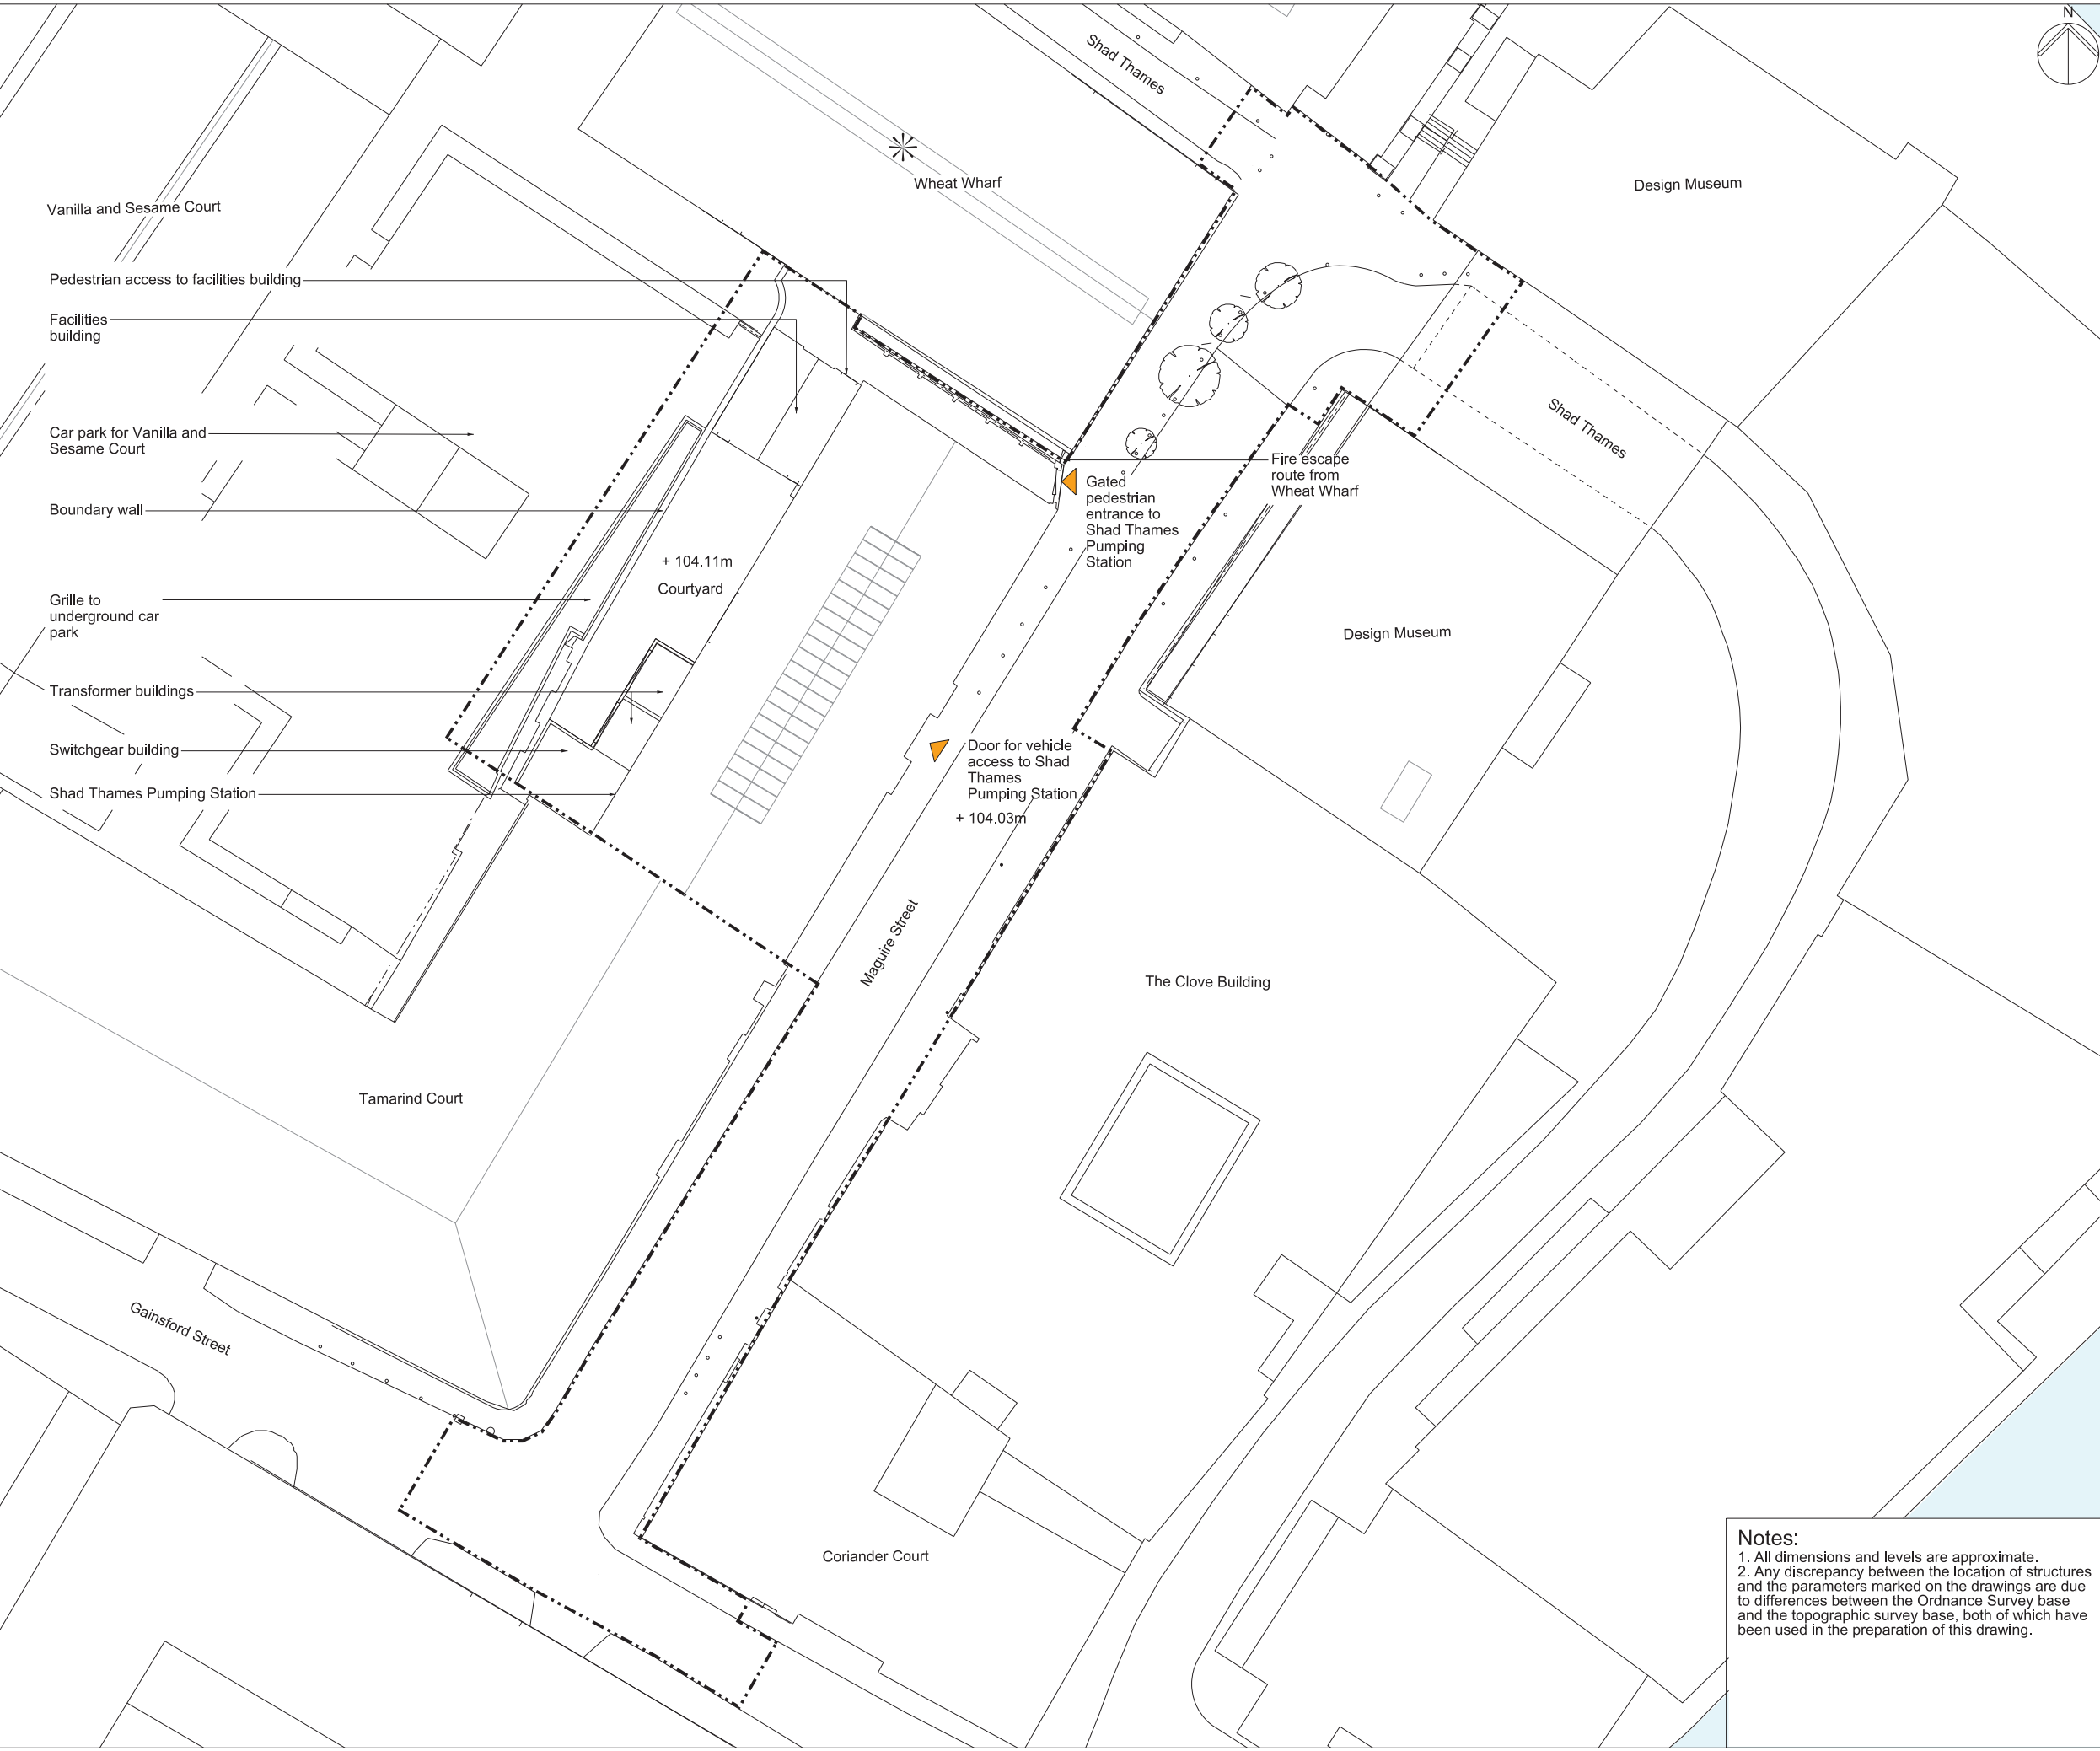 N
Shad Thames
Wheat Wharf
Design Museum
Vanilla and Sesame Court
Pedestrian access to facilities building
Facilities
building
Car park for Vanilla and
Sesame Court
Boundary wall
Grille to
underground car
park
Transformer buildings
Switchgear building
Shad Thames Pumping Station
+ 104.11m
Courtyard
Shad Thames
Fire escape
route from
Wheat Wharf
Gated
pedestrian
entrance to
Shad Thames
Pumping
Station
Design Museum
Door for vehicle
access to Shad
Thames
Pumping Station
+ 104.03m
Maguire Street
The Clove Building
Tamarind Court
Gainsford Street
Coriander Court
Notes:
1. All dimensions and levels are approximate.
2. Any discrepancy between the location of structures
and the parameters marked on the drawings are due
to differences between the Ordnance Survey base
and the topographic survey base, both of which have
been used in the preparation of this drawing.